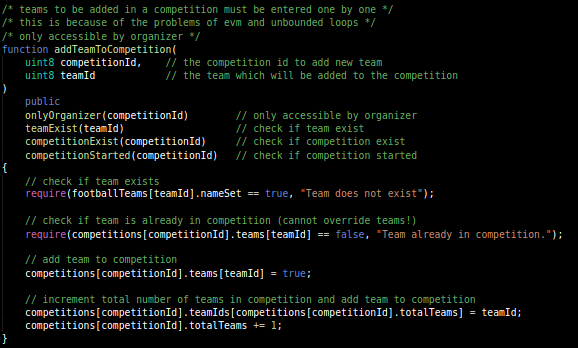 /* teams to be added in a competition must be entered one by one */
/* this is because of the problems of evm and unbounded loops */
/* only accessible by organizer */
function addTeamToCompetition(
    uint8 competitionId,    // the competition id to add new team
    uint8 teamId            // the team which will be added to the competition
)
    public
    onlyOrganizer(competitionId)        // only accessible by organizer
    teamExist(teamId)                   // check if team exist
    competitionExist(competitionId)     // check if competition exist
    competitionStarted(competitionId)   // check if competition started
{
    // check if team exists
    require(footballTeams[teamId].nameSet == true, "Team does not exist");
    // check if team is already in competition (cannot override teams!)
    require(competitions[competitionId].teams[teamId] == false, "Team already in competition.");
    // add team to competition
    competitions[competitionId].teams[teamId] = true;
    // increment total number of teams in competition and add team to competition
    competitions[competitionId].teamIds[competitions[competitionId].totalTeams] = teamId;
    competitions[competitionId].totalTeams += 1;
}